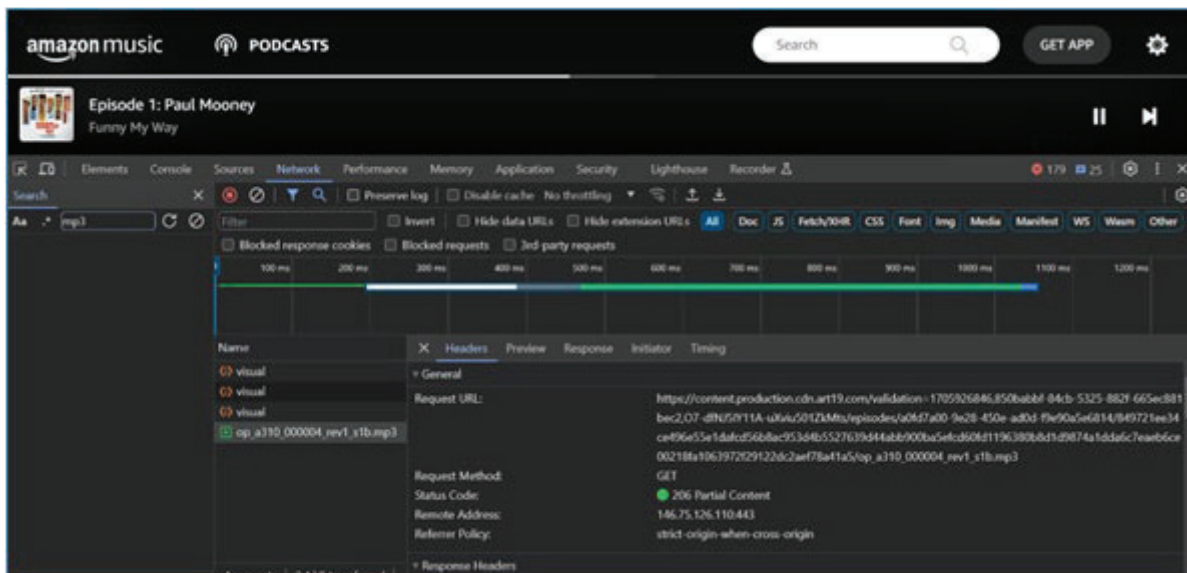 amazon music PODCASTS Search GET APP
Episode 1: Paul Mooney
Funny My Way
Elements Console Sources Network Performance Memory Application Security Lighthouse Recorder 179 25
Search Preserve log Disable cache No throttling
Aa .* mp3 Filter Invert Hide data URLs Hide extension URLs All Doc JS Fetch/XHR CSS Font Img Media Manifest WS Wasm Other
Blocked response cookies Blocked requests 3rd-party requests
100 ms 200 ms 300 ms 400 ms 500 ms 600 ms 700 ms 800 ms 900 ms 1000 ms 1100 ms 1200 ms
Name Headers Preview Response Initiator Timing
visual General
visual Request URL:
visual
op_a310_000004_rev1_s1b.mp3
Request Method: GET
Status Code: 206 Partial Content
Remote Address: 146.75.126.110:443
Referrer Policy: strict-origin-when-cross-origin
Response Headers